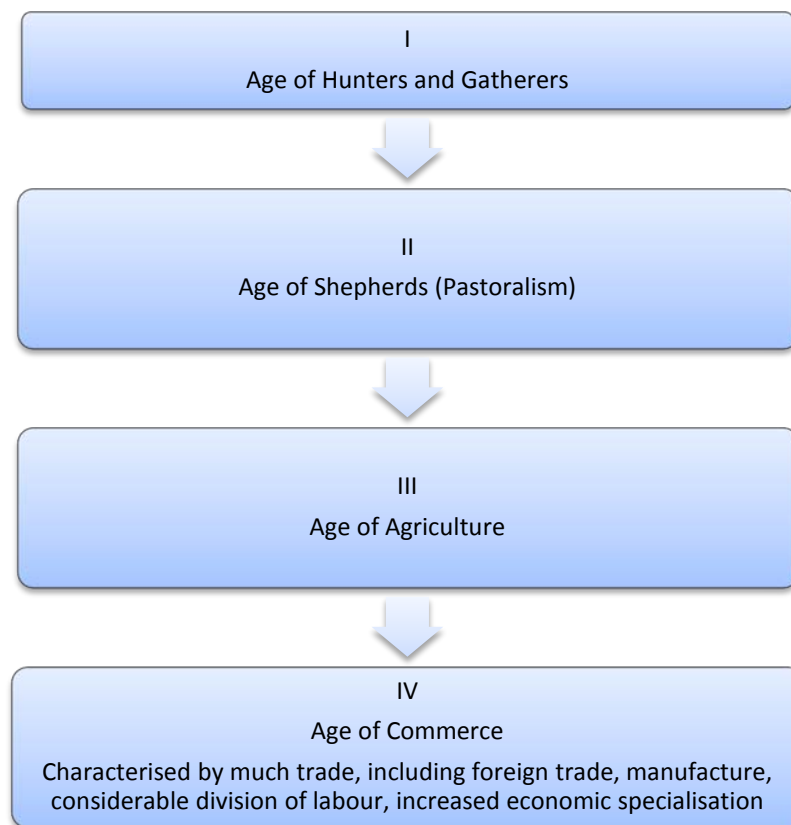 I
Age of Hunters and Gatherers
II
Age of Shepherds (Pastoralism)
III
Age of Agriculture
IV
Age of Commerce
Characterised by much trade, including foreign trade, manufacture,
considerable division of labour, increased economic specialisation